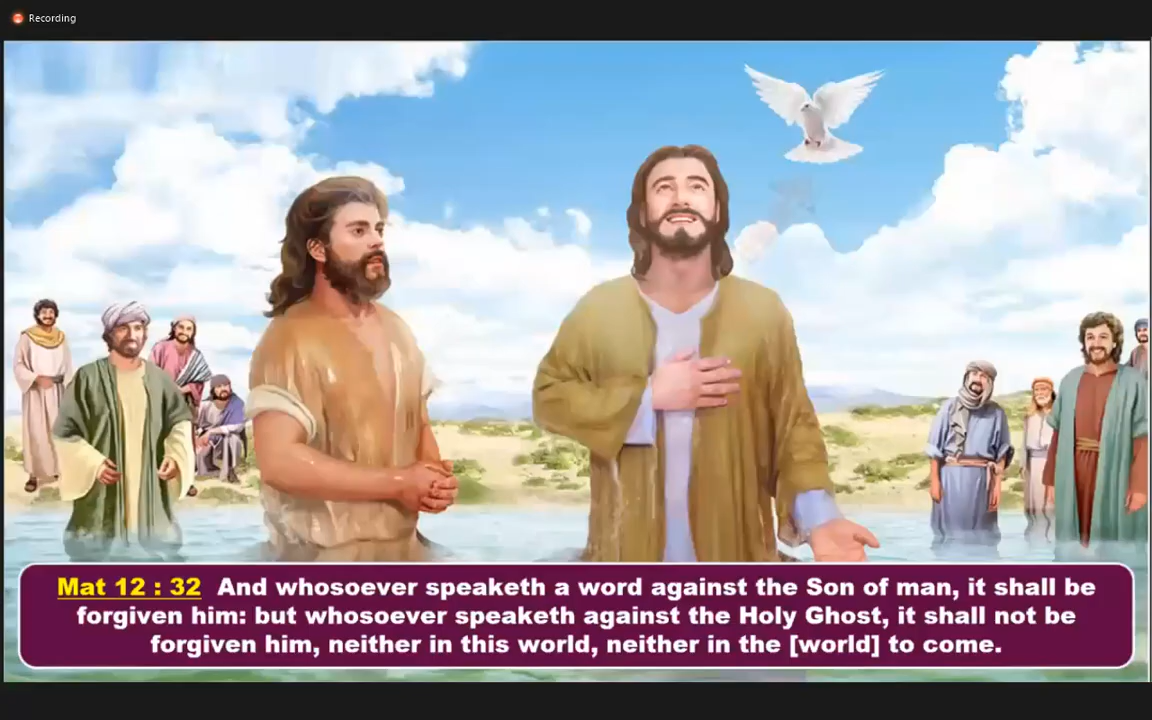 Recording
Mat 12 : 32 And whosoever speaketh a word against the Son of man, it shall be
forgiven him: but whosoever speaketh against the Holy Ghost, it shall not be
forgiven him, neither in this world, neither in the [world] to come.